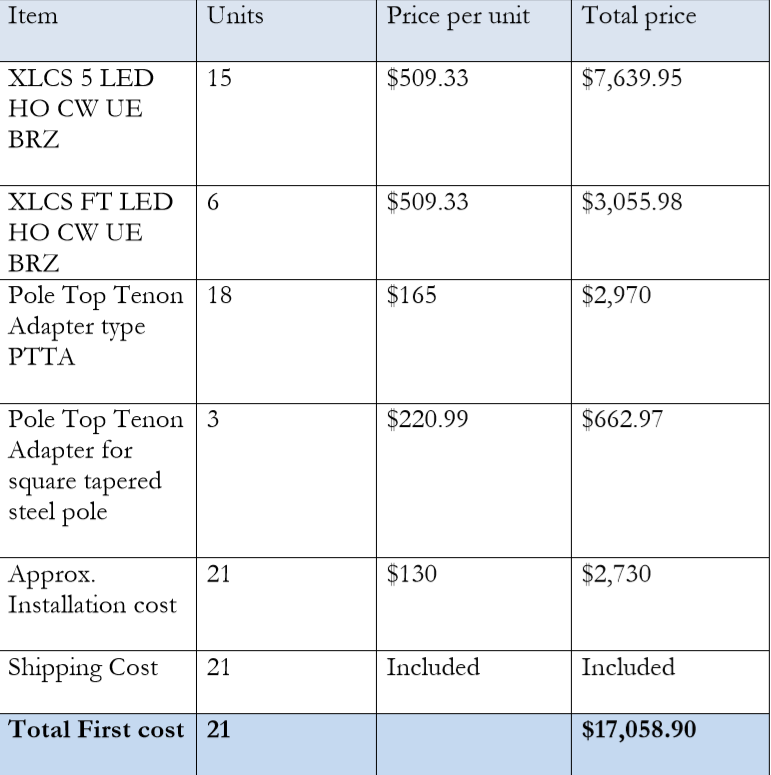 Item Units Price per unit Total price
XLCS 5 LED 15 $509.33 $7,639.95
HO CW UE
BRZ
XLCS FT LED 6 $509.33 $3,055.98
HO CW UE
BRZ
Pole Top Tenon 18 $165 $2,970
Adapter type
PTTA
Pole Top Tenon 3 $220.99 $662.97
Adapter for
square tapered
steel pole
Approx. 21 $130 $2,730
Installation cost
Shipping Cost 21 Included Included
Total First cost 21 $17,058.90